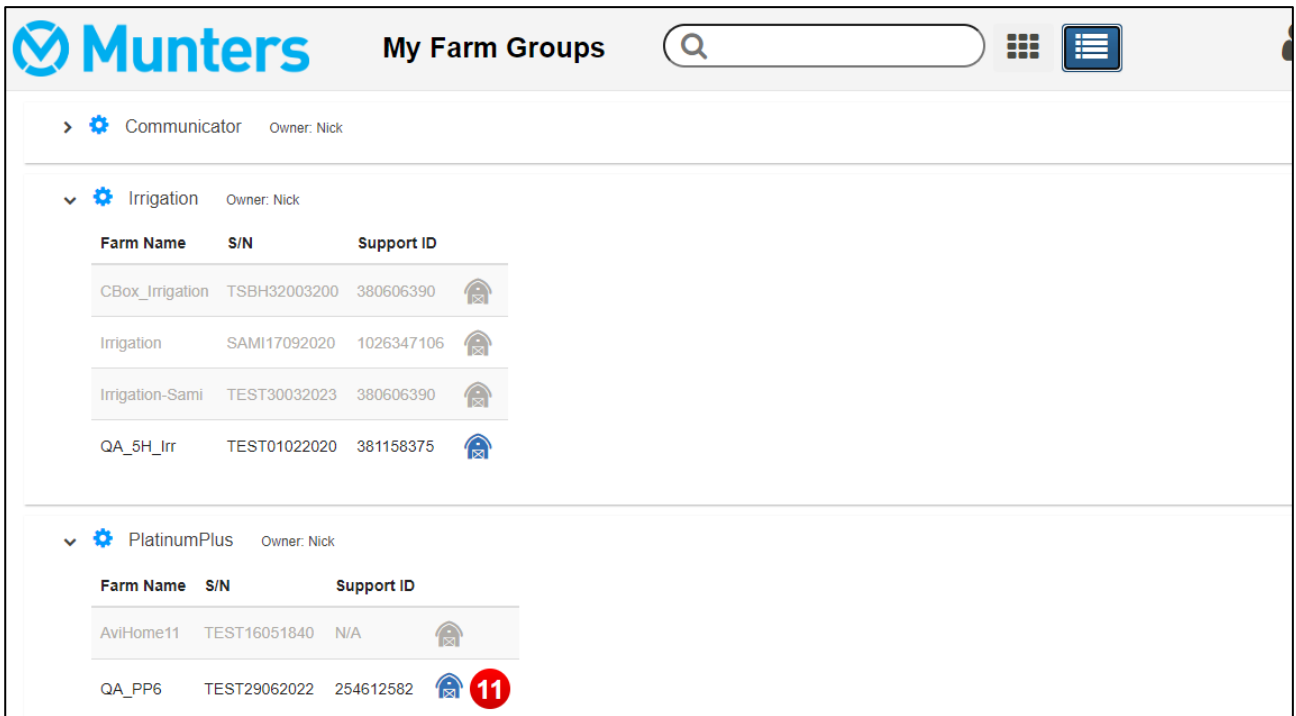 Munters My Farm Groups
Communicator Owner: Nick
Irrigation Owner: Nick
Farm Name S/N Support ID
CBox_Irrigation TSBH32003200 380606390
Irrigation SAMI17092020 1026347106
Irrigation-Sami TEST30032023 380606390
QA_5H_Irr TEST01022020 381158375
PlatinumPlus Owner: Nick
Farm Name S/N Support ID
AviHome11 TEST16051840 N/A
QA_PP6 TEST29062022 254612582 11